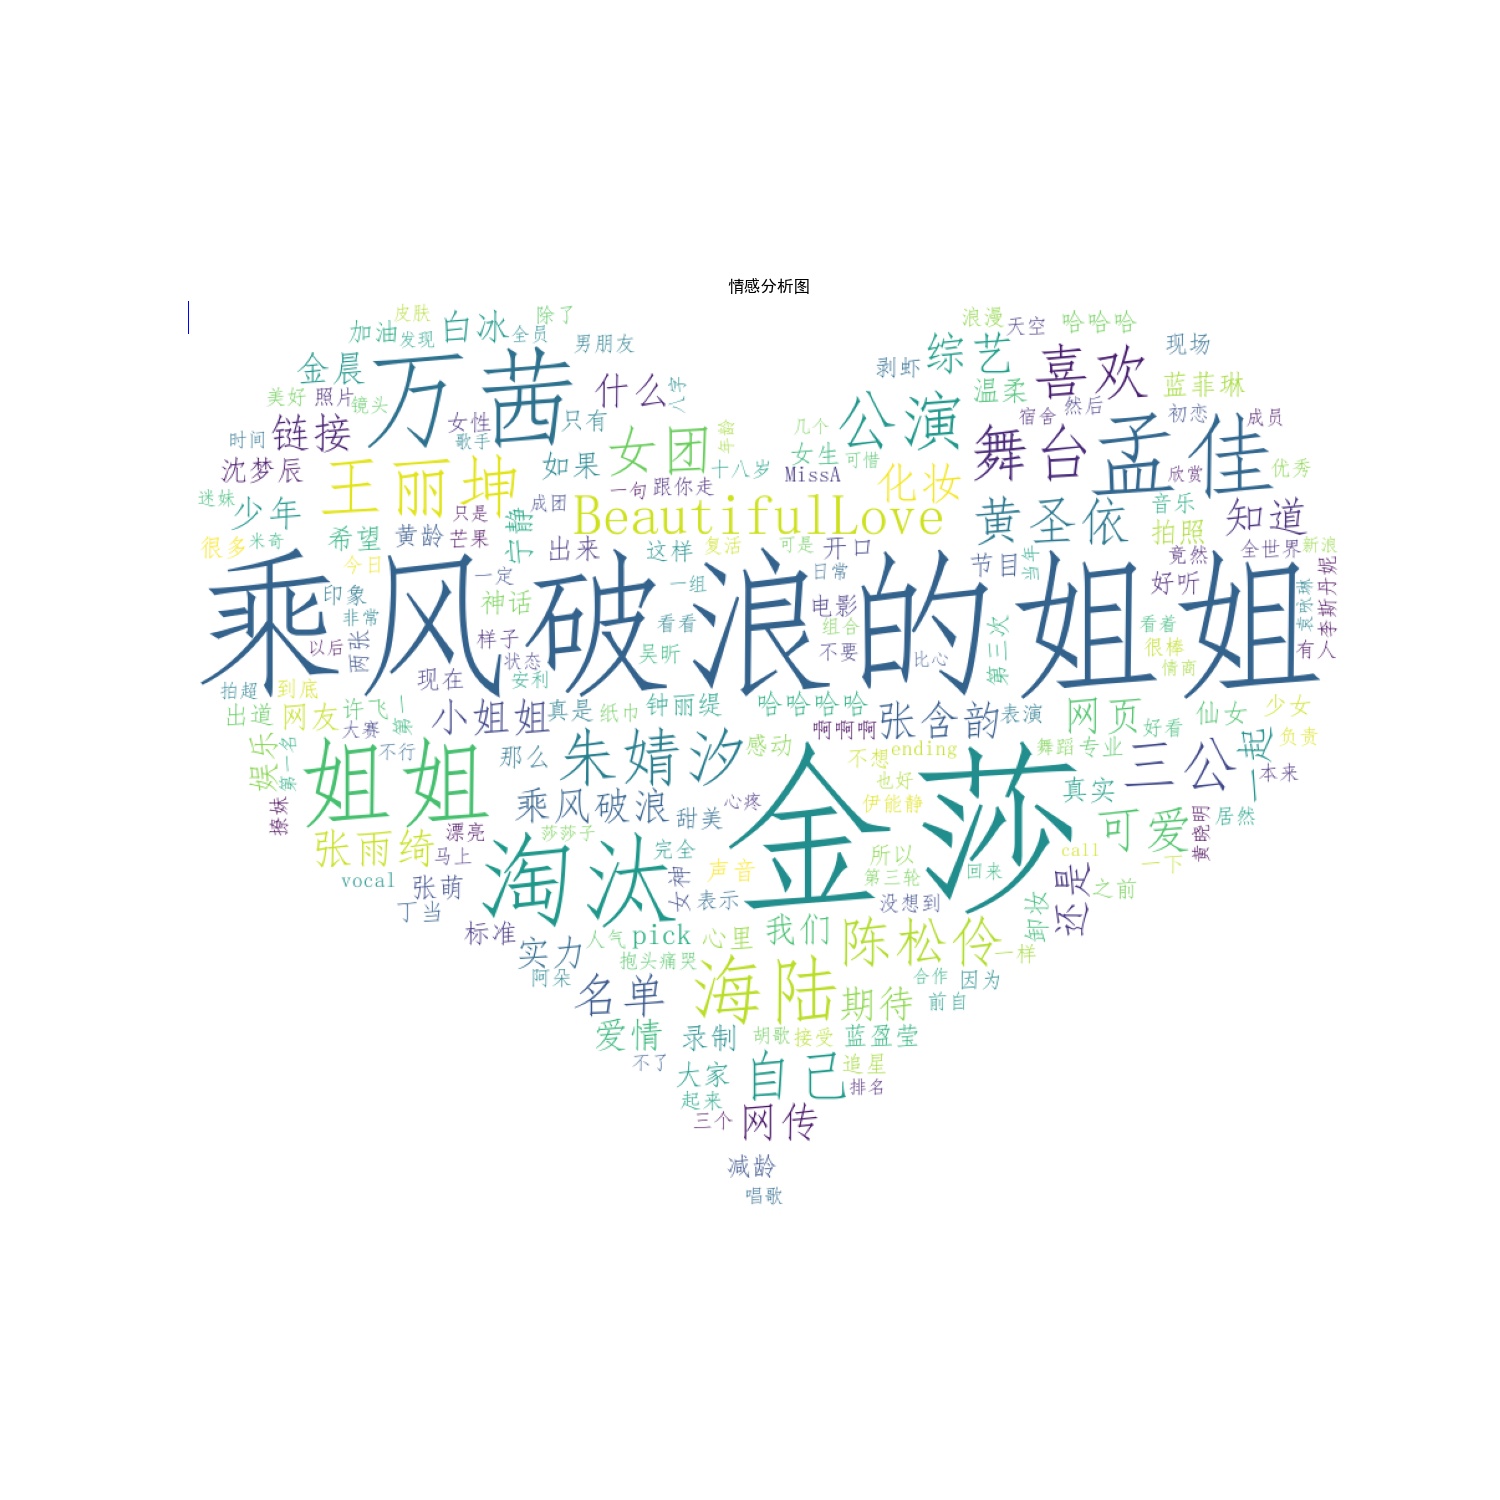 情感分析图
皮肤
除了
浪漫
天空
哈哈哈
加油
发现
白冰
全员
男朋友
综艺
现场
金晨
万茜
什么
八字
剥虾
喜欢
温柔
蓝菲琳
美好
照片
镜头
女性
只有
公演
宿舍
然后
初恋
成员
时间
链接
歌手
女团
年龄
几个
舞台
孟佳
沈梦辰
王丽坤
如果
十八岁
女生
可惜
MissA
化妆
欣赏
优秀
迷妹
少年
只是
成团
一句
跟你走
BeautifulLove
黄圣依
音乐
拍照
知道
很多
米奇
希望
黄龄
芒果
宁静
出来
这样
复活
可是
开口
节目
当年
竟然
全世界
新浪
今日
一定
一组
日常
好听
李斯丹妮
袁咏琳
乘风破浪的姐姐
印象
神话
看看
电影
非常
样子
组合
看着
以后
两张
状态
吴昕
不要
第三次
很棒
有人
拍超
到底
现在
安利
比心
情商
出道
网友
许飞
第一
小姐姐
真是
纸巾
钟丽缇
哈哈哈哈
张含韵
表演
网页
好看
仙女
少女
大赛
啊啊啊
娱乐
第一名
不行
那么
朱婧汐
感动
不想
ending
舞蹈
专业
三公
一起
负责
姐姐
金莎
本来
撩妹
乘风破浪
甜美
心疼
也好
伊能静
真实
可爱
黄晓明
居然
张雨绮
漂亮
莎莎子
马上
淘汰
完全
所以
call
一下
vocal
张萌
声音
第三轮
回来
丁当
女神
表示
没想到
卸妆
还是
之前
标准
实力
人气
pick
心里
我们
陈松伶
一样
阿朵
抱头痛哭
合作
因为
名单
海陆
期待
前自
爱情
录制
胡歌
接受
蓝盈莹
不了
大家
自己
追星
起来
排名
三个
网传
减龄
唱歌